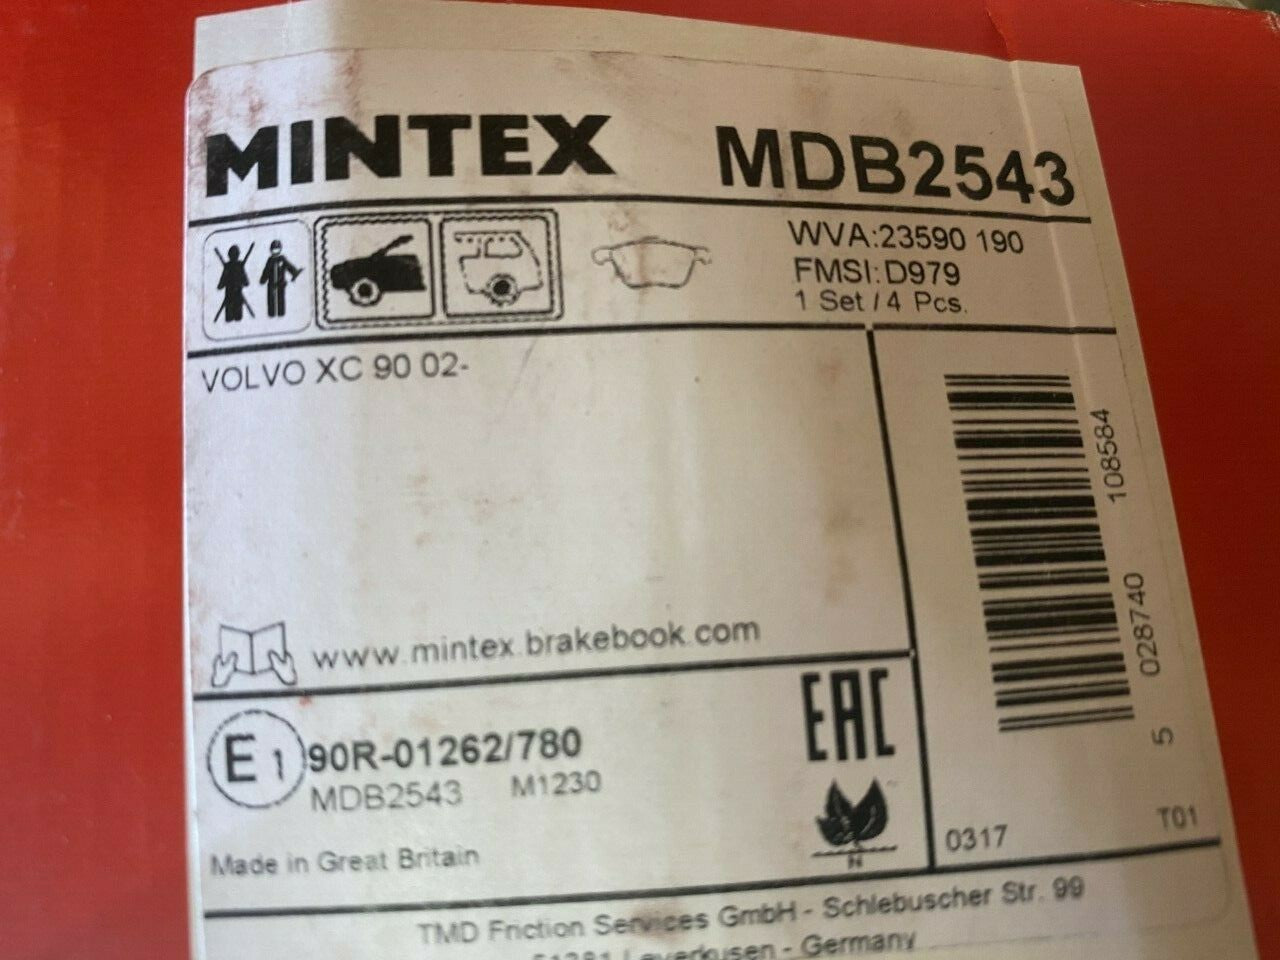 MINTEX MDB2543
WVA:23590 190
FMSI:D979
1 Set / 4 Pcs.
VOLVO XC 90 02-
www.mintex.brakebook.com
E1 90R-01262/780
MDB2543 M1230
Made in Great Britain
EAC
N
5 028740 108584
0317 T01
TMD Friction Services GmbH - Schlebuscher Str. 99
51381 Leverkusen - Germany